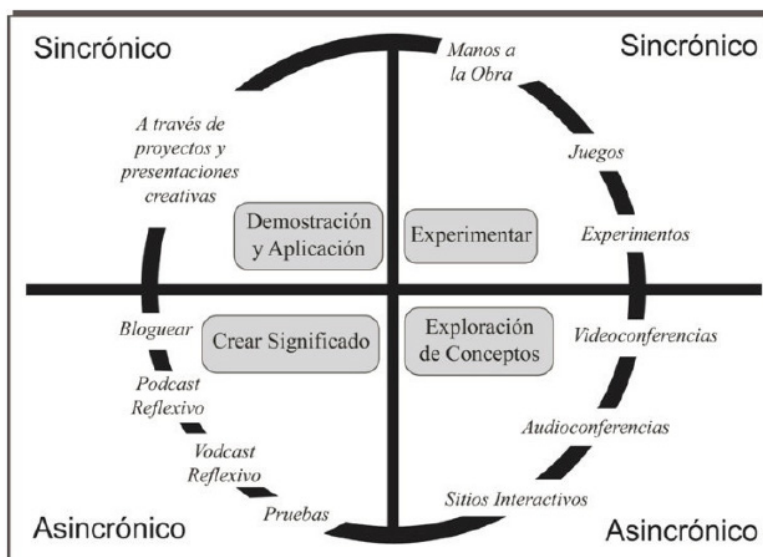 Sincrónico
Sincrónico
Manos a
la Obra
A través de
proyectos y
presentaciones
creativas
Juegos
Demostración
y Aplicación
Experimentar
Experimentos
Bloguear
Crear Significado
Exploración
de Conceptos
Videoconferencias
Podcast
Reflexivo
Audioconferencias
Vodcast
Reflexivo
Sitios Interactivos
Pruebas
Asincrónico
Asincrónico